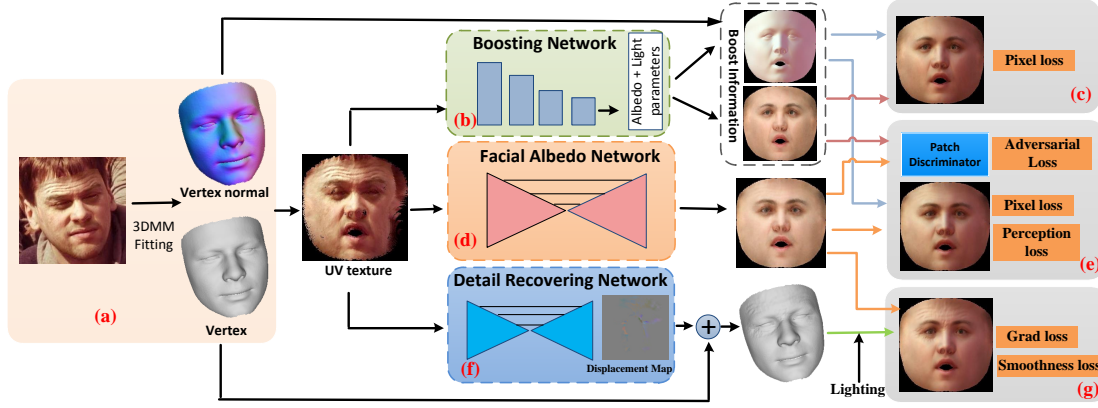 3DMM
Fitting
(a)
Vertex normal
Vertex
UV texture
Boosting Network
(b)
Albedo + Light
parameters
Facial Albedo Network
(d)
Detail Recovering Network
(f)
Displacement Map
+
Boost Information
Lighting
Pixel loss
(c)
Patch
Discriminator
Adversarial
Loss
Pixel loss
Perception
loss
(e)
Grad loss
Smoothness loss
(g)